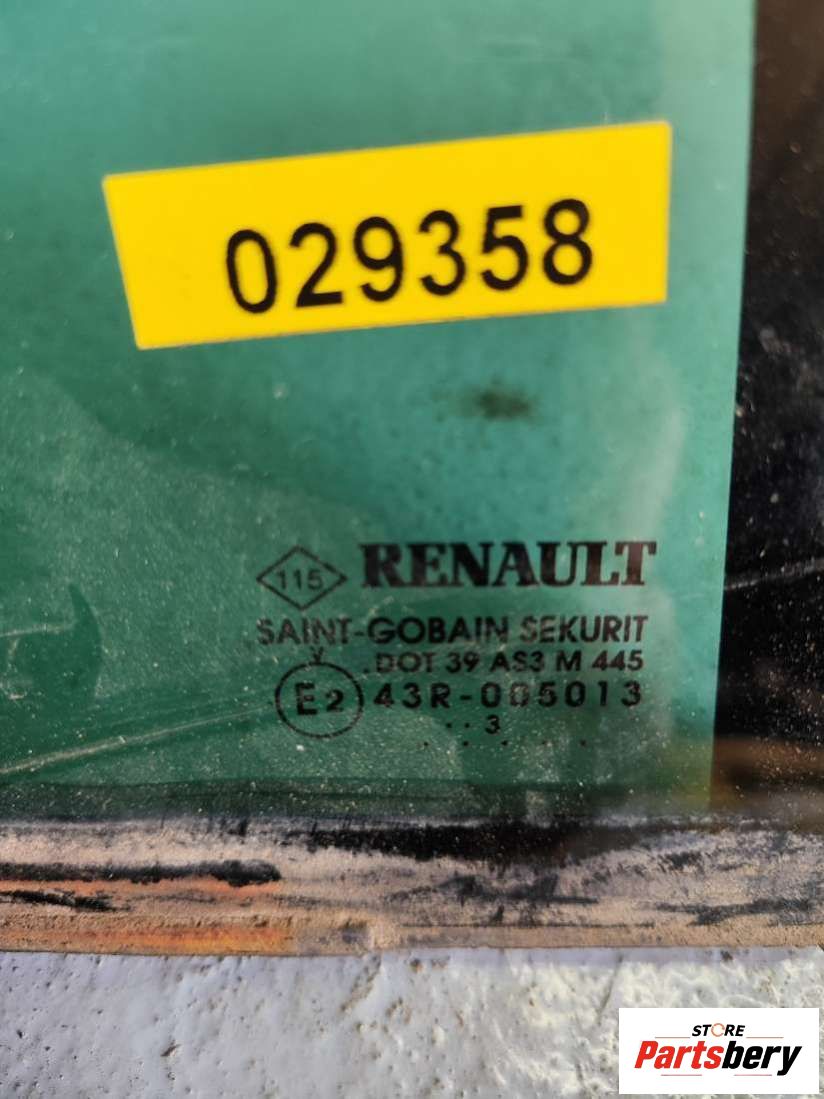 029358
115 RENAULT
SAINT-GOBAIN SEKURIT
.DOT 39 AS3 M 445
E2 43R-005013
.. 3
. . . . . .
STORE
Partsbery